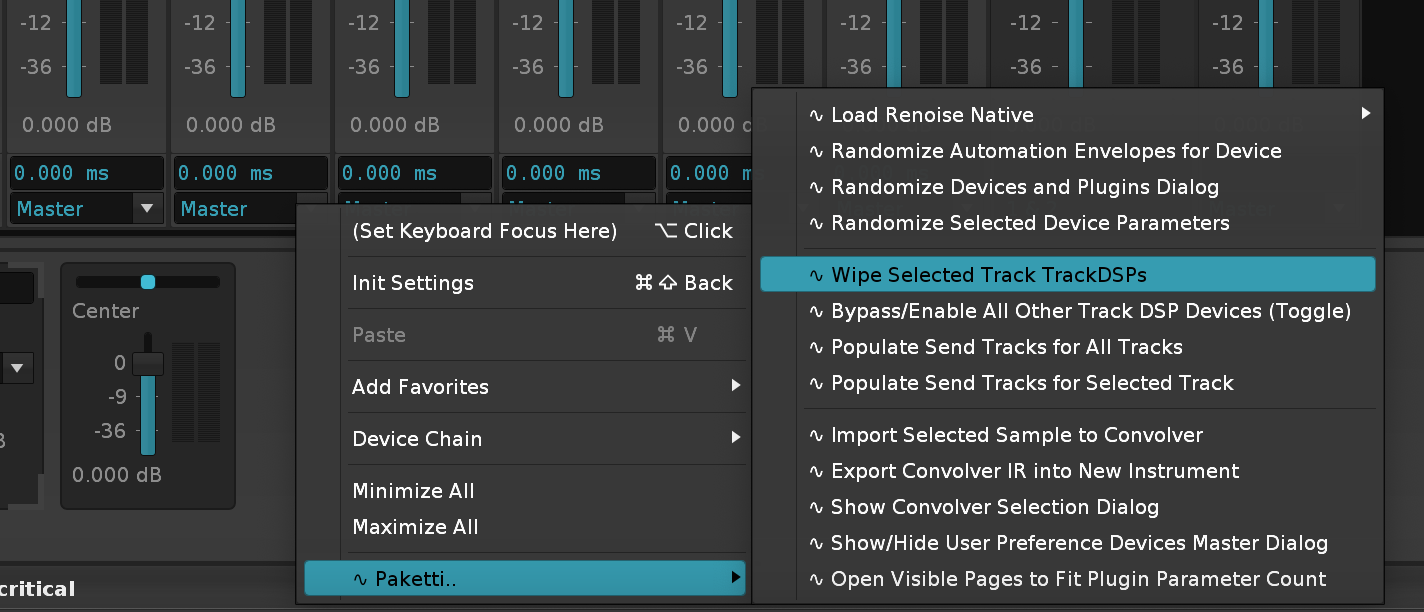 -12 -12 -12 -12 -12 -12 -12 -12
-36 -36 -36 -36 -36 -36 -36 -36
0.000 dB 0.000 dB 0.000 dB 0.000 dB 0.000
0.000 ms 0.000 ms 0.000 ms 0.000 ms 0.000
Master Master
Center
0
-9
-36
0.000 dB
critical
(Set Keyboard Focus Here) ⌥ Click
Init Settings ⌘ ⇧ Back
Paste ⌘ V
Add Favorites
Device Chain
Minimize All
Maximize All
∿ Paketti..
∿ Load Renoise Native
∿ Randomize Automation Envelopes for Device
∿ Randomize Devices and Plugins Dialog
∿ Randomize Selected Device Parameters
∿ Wipe Selected Track TrackDSPs
∿ Bypass/Enable All Other Track DSP Devices (Toggle)
∿ Populate Send Tracks for All Tracks
∿ Populate Send Tracks for Selected Track
∿ Import Selected Sample to Convolver
∿ Export Convolver IR into New Instrument
∿ Show Convolver Selection Dialog
∿ Show/Hide User Preference Devices Master Dialog
∿ Open Visible Pages to Fit Plugin Parameter Count